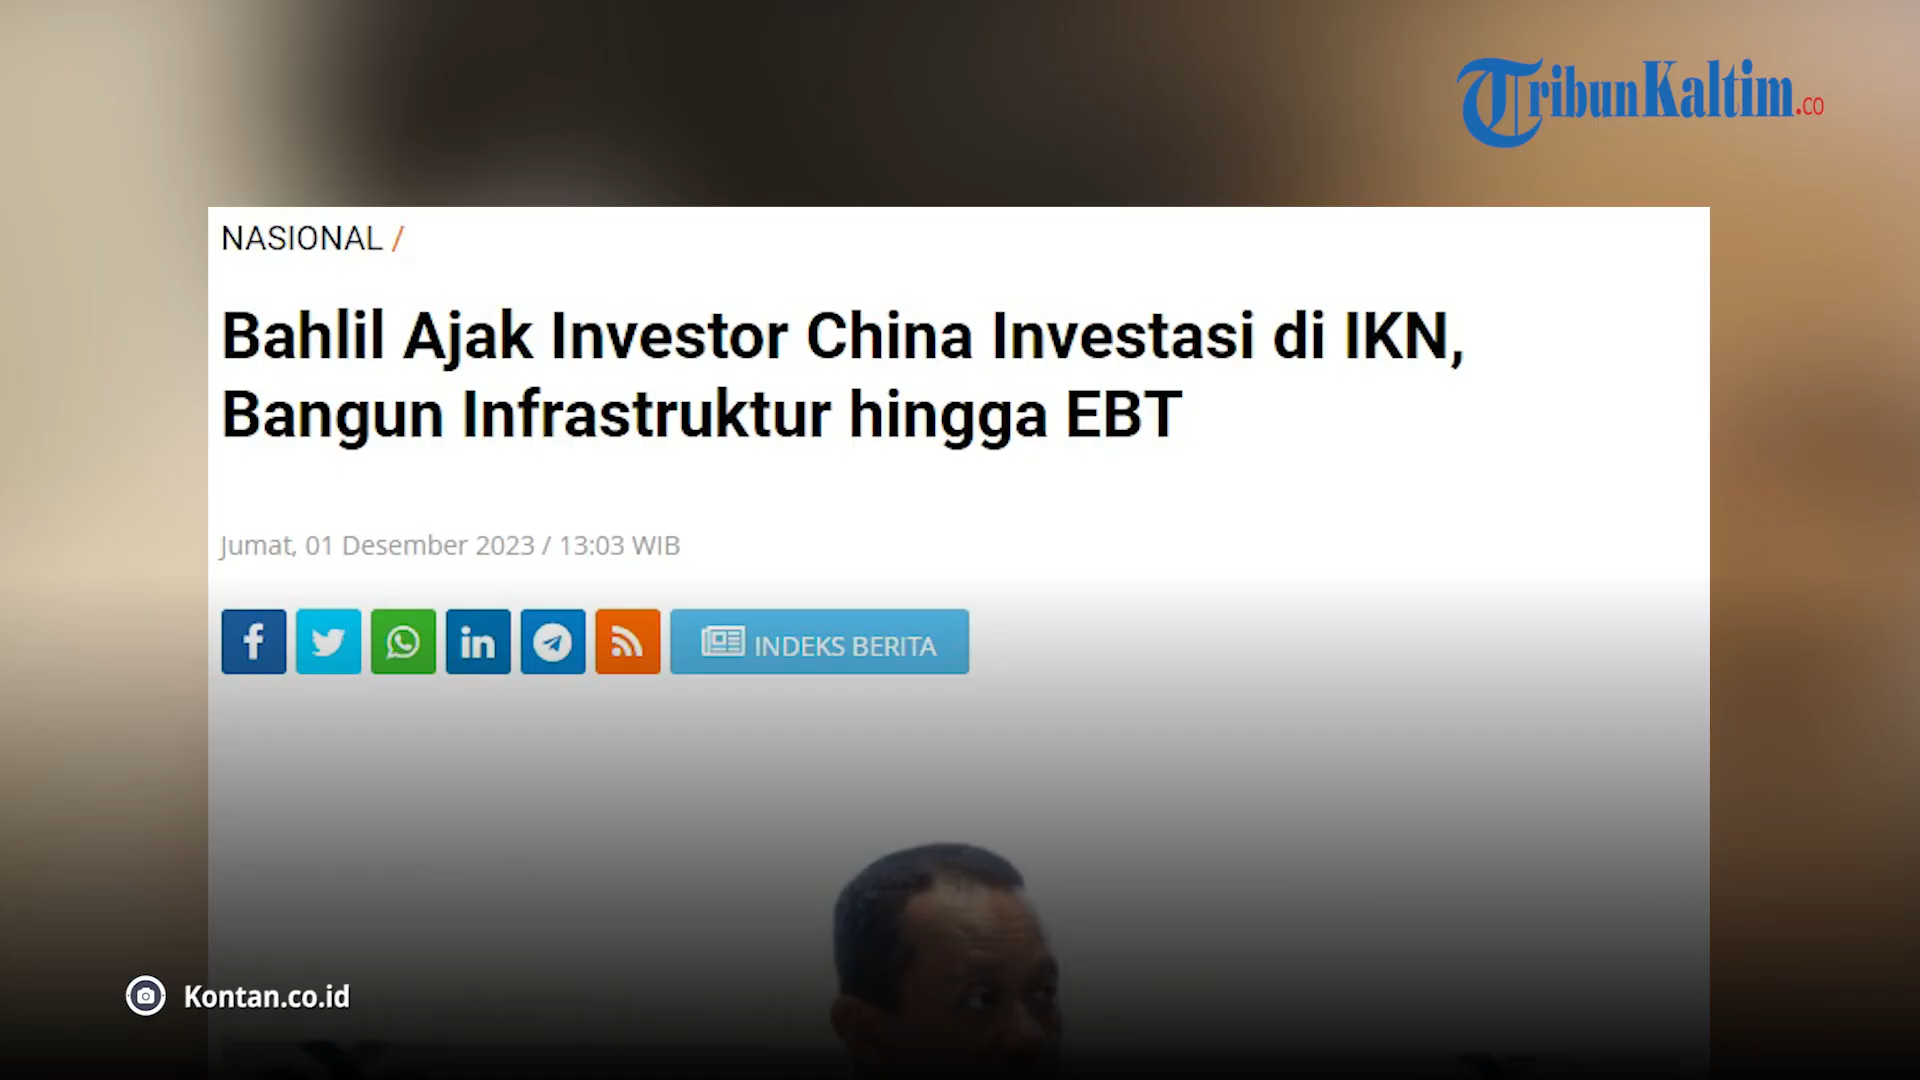 TribunKaltim.co
NASIONAL /
Bahlil Ajak Investor China Investasi di IKN,
Bangun Infrastruktur hingga EBT
Jumat, 01 Desember 2023 / 13:03 WIB
INDEKS BERITA
Kontan.co.id